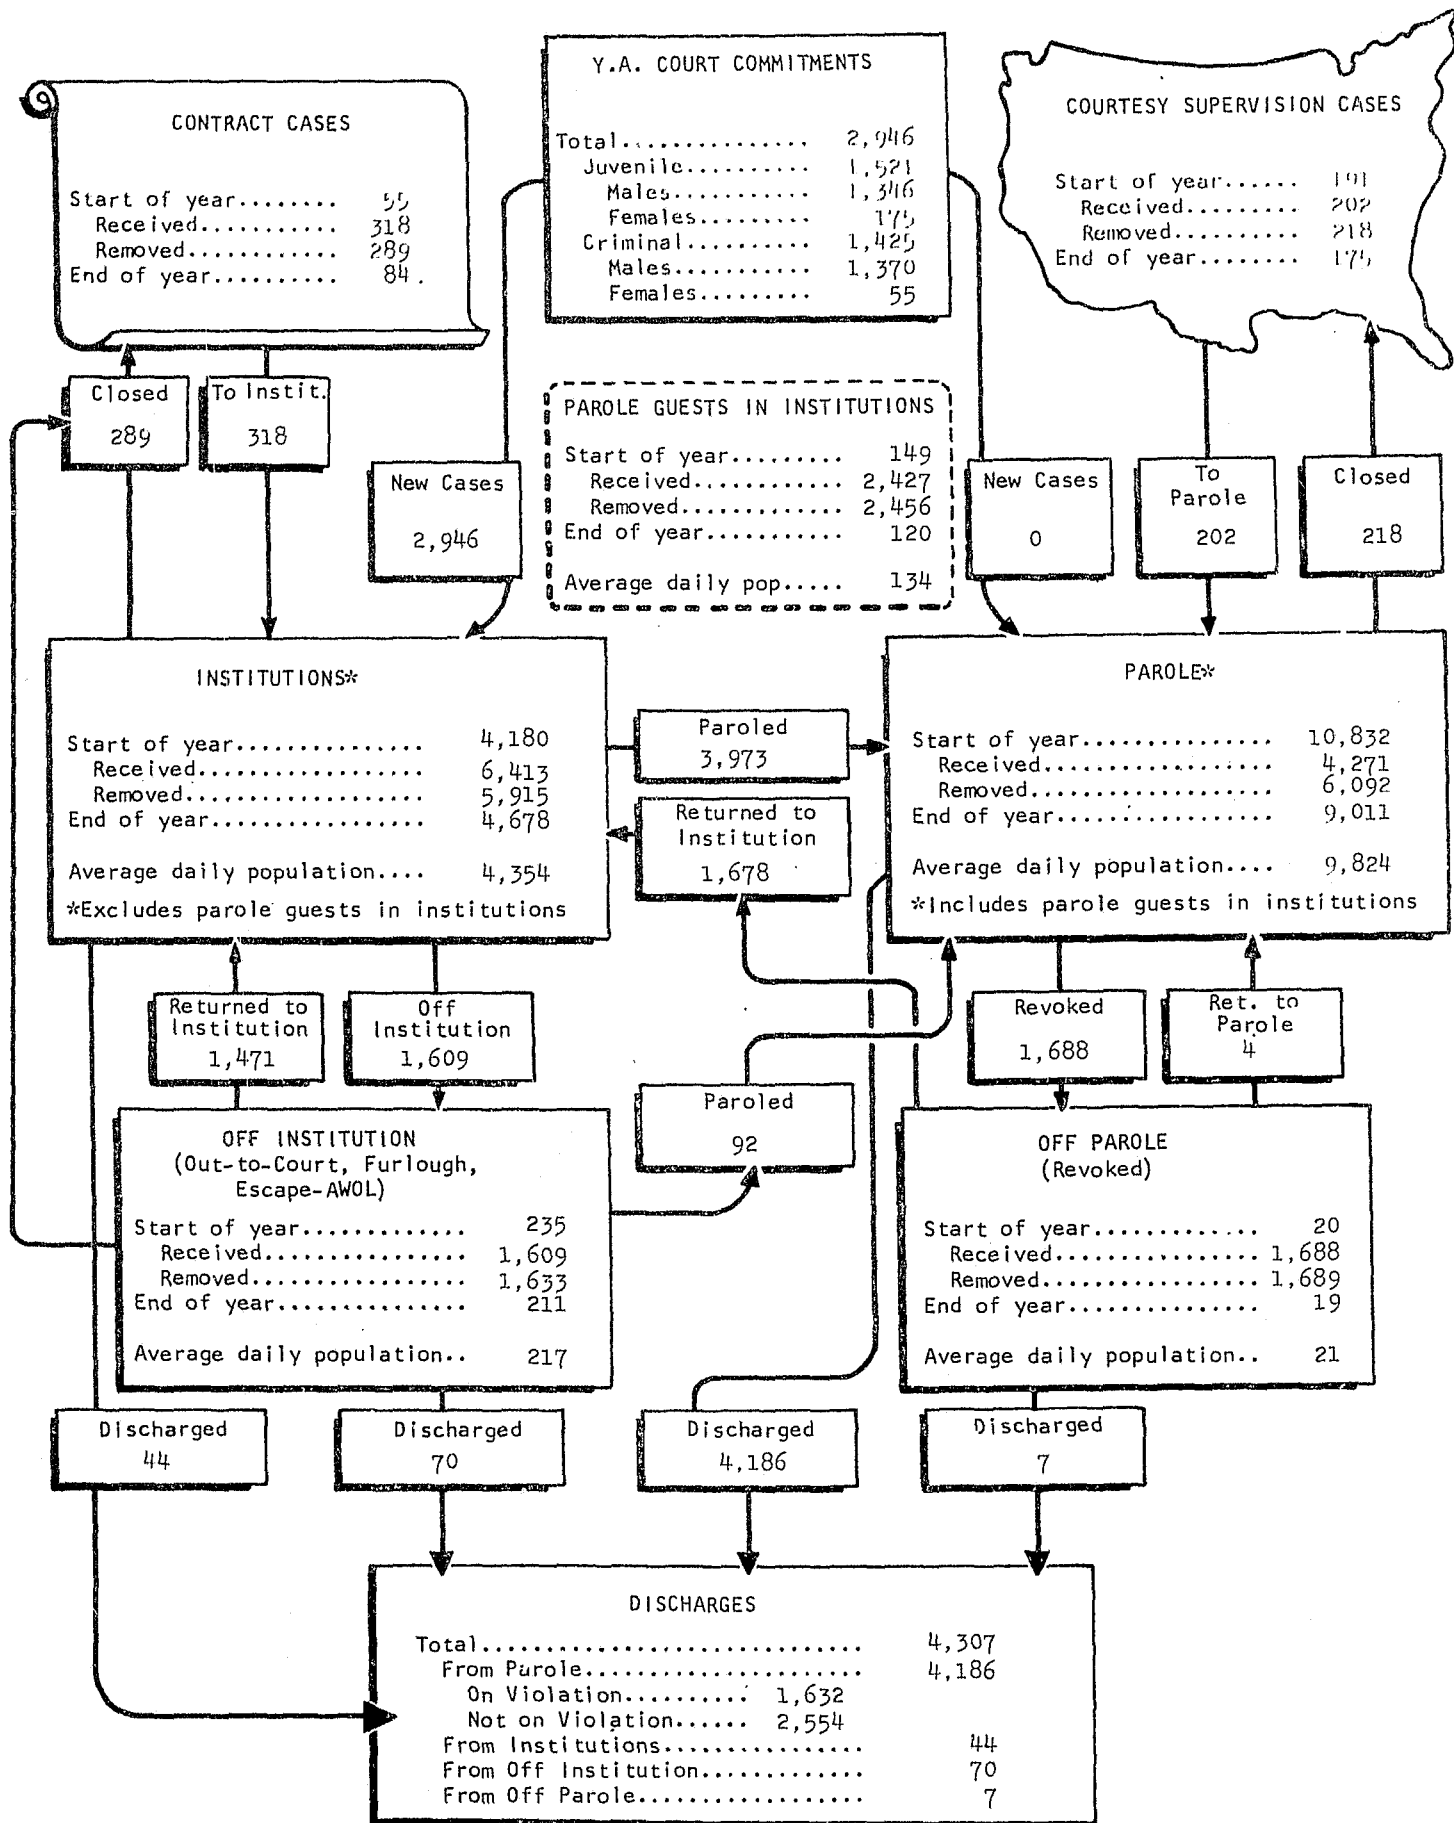 CONTRACT CASES
Start of year........ 55
Received........... 318
Removed............ 289
End of year.......... 84.
Y.A. COURT COMMITMENTS
Total............... 2,946
Juvenile.......... 1,521
Males........... 1,346
Females......... 175
Criminal.......... 1,425
Males........... 1,370
Females......... 55
COURTESY SUPERVISION CASES
Start of year...... 191
Received......... 202
Removed......... 218
End of year........ 175
Closed
289
To Instit.
318
New Cases
2,946
PAROLE GUESTS IN INSTITUTIONS
Start of year......... 149
Received............ 2,427
Removed............. 2,456
End of year........... 120
Average daily pop..... 134
New Cases
0
To
Parole
202
Closed
218
INSTITUTIONS*
Start of year............... 4,180
Received................... 6,413
Removed.................... 5,915
End of year................. 4,678
Average daily population.... 4,354
*Excludes parole guests in institutions
Paroled
3,973
Returned to
Institution
1,678
PAROLE*
Start of year............... 10,832
Received................... 4,271
Removed.................... 6,092
End of year................. 9,011
Average daily population.... 9,824
*Includes parole guests in institutions
Returned to
Institution
1,471
Off
Institution
1,609
Revoked
1,688
Ret. to
Parole
4
Paroled
92
OFF INSTITUTION
(Out-to-Court, Furlough,
Escape-AWOL)
Start of year............. 235
Received................ 1,609
Removed................. 1,633
End of year............... 211
Average daily population.. 217
OFF PAROLE
(Revoked)
Start of year............. 20
Received................ 1,688
Removed................. 1,689
End of year............... 19
Average daily population.. 21
Discharged
44
Discharged
70
Discharged
4,186
Discharged
7
DISCHARGES
Total.............................. 4,307
From Parole...................... 4,186
On Violation.......... 1,632
Not on Violation...... 2,554
From Institutions................ 44
From Off Institution............. 70
From Off Parole.................. 7